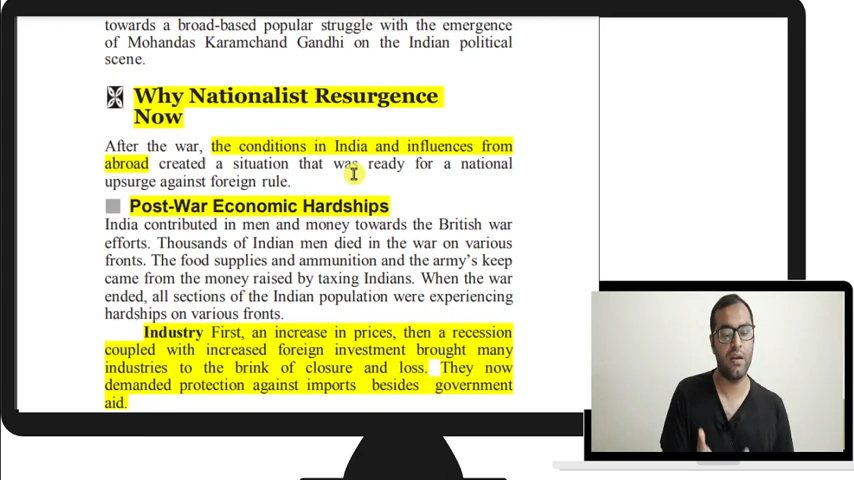 towards a broad-based popular struggle with the emergence
of Mohandas Karamchand Gandhi on the Indian political
scene.
Why Nationalist Resurgence
Now
After the war, the conditions in India and influences from
abroad created a situation that was ready for a national
upsurge against foreign rule.
Post-War Economic Hardships
India contributed in men and money towards the British war
efforts. Thousands of Indian men died in the war on various
fronts. The food supplies and ammunition and the army's keep
came from the money raised by taxing Indians. When the war
ended, all sections of the Indian population were experiencing
hardships on various fronts.
Industry First, an increase in prices, then a recession
coupled with increased foreign investment brought many
industries to the brink of closure and loss. They now
demanded protection against imports besides government
aid.